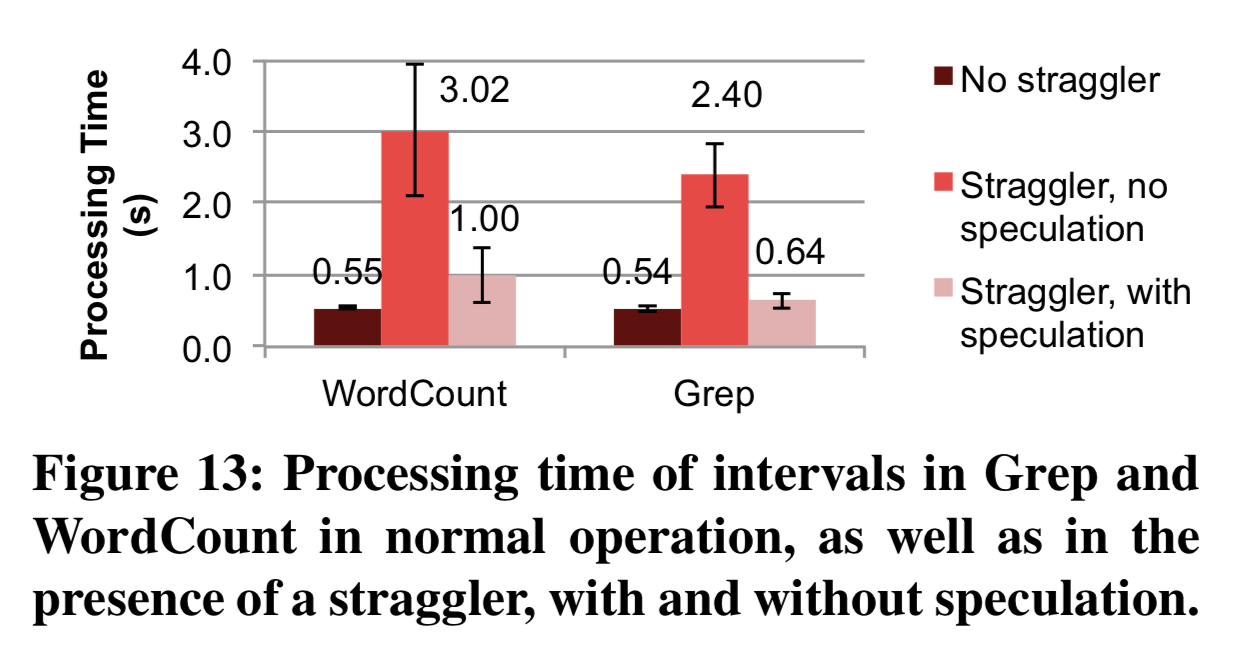 Processing Time
(s)
4.0
3.0
2.0
1.0
0.0
0.55
3.02
1.00
0.54
2.40
0.64
WordCount
Grep
No straggler
Straggler, no
speculation
Straggler, with
speculation
Figure 13: Processing time of intervals in Grep and
WordCount in normal operation, as well as in the
presence of a straggler, with and without speculation.